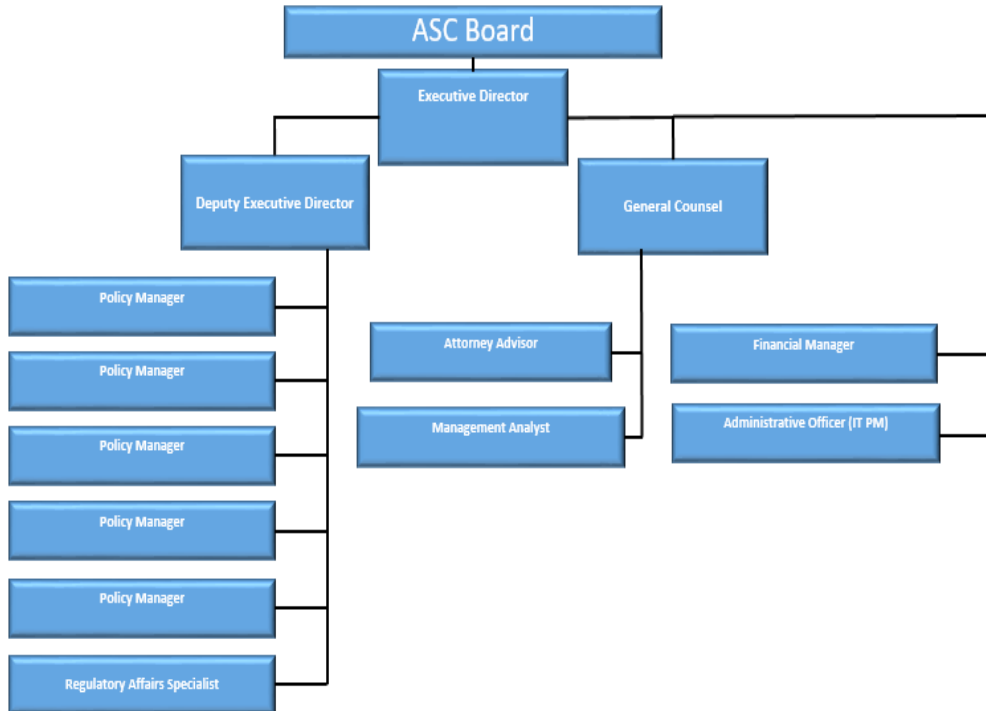 ASC Board
Executive Director
Deputy Executive Director
General Counsel
Policy Manager
Policy Manager
Policy Manager
Policy Manager
Policy Manager
Regulatory Affairs Specialist
Attorney Advisor
Management Analyst
Financial Manager
Administrative Officer (IT PM)